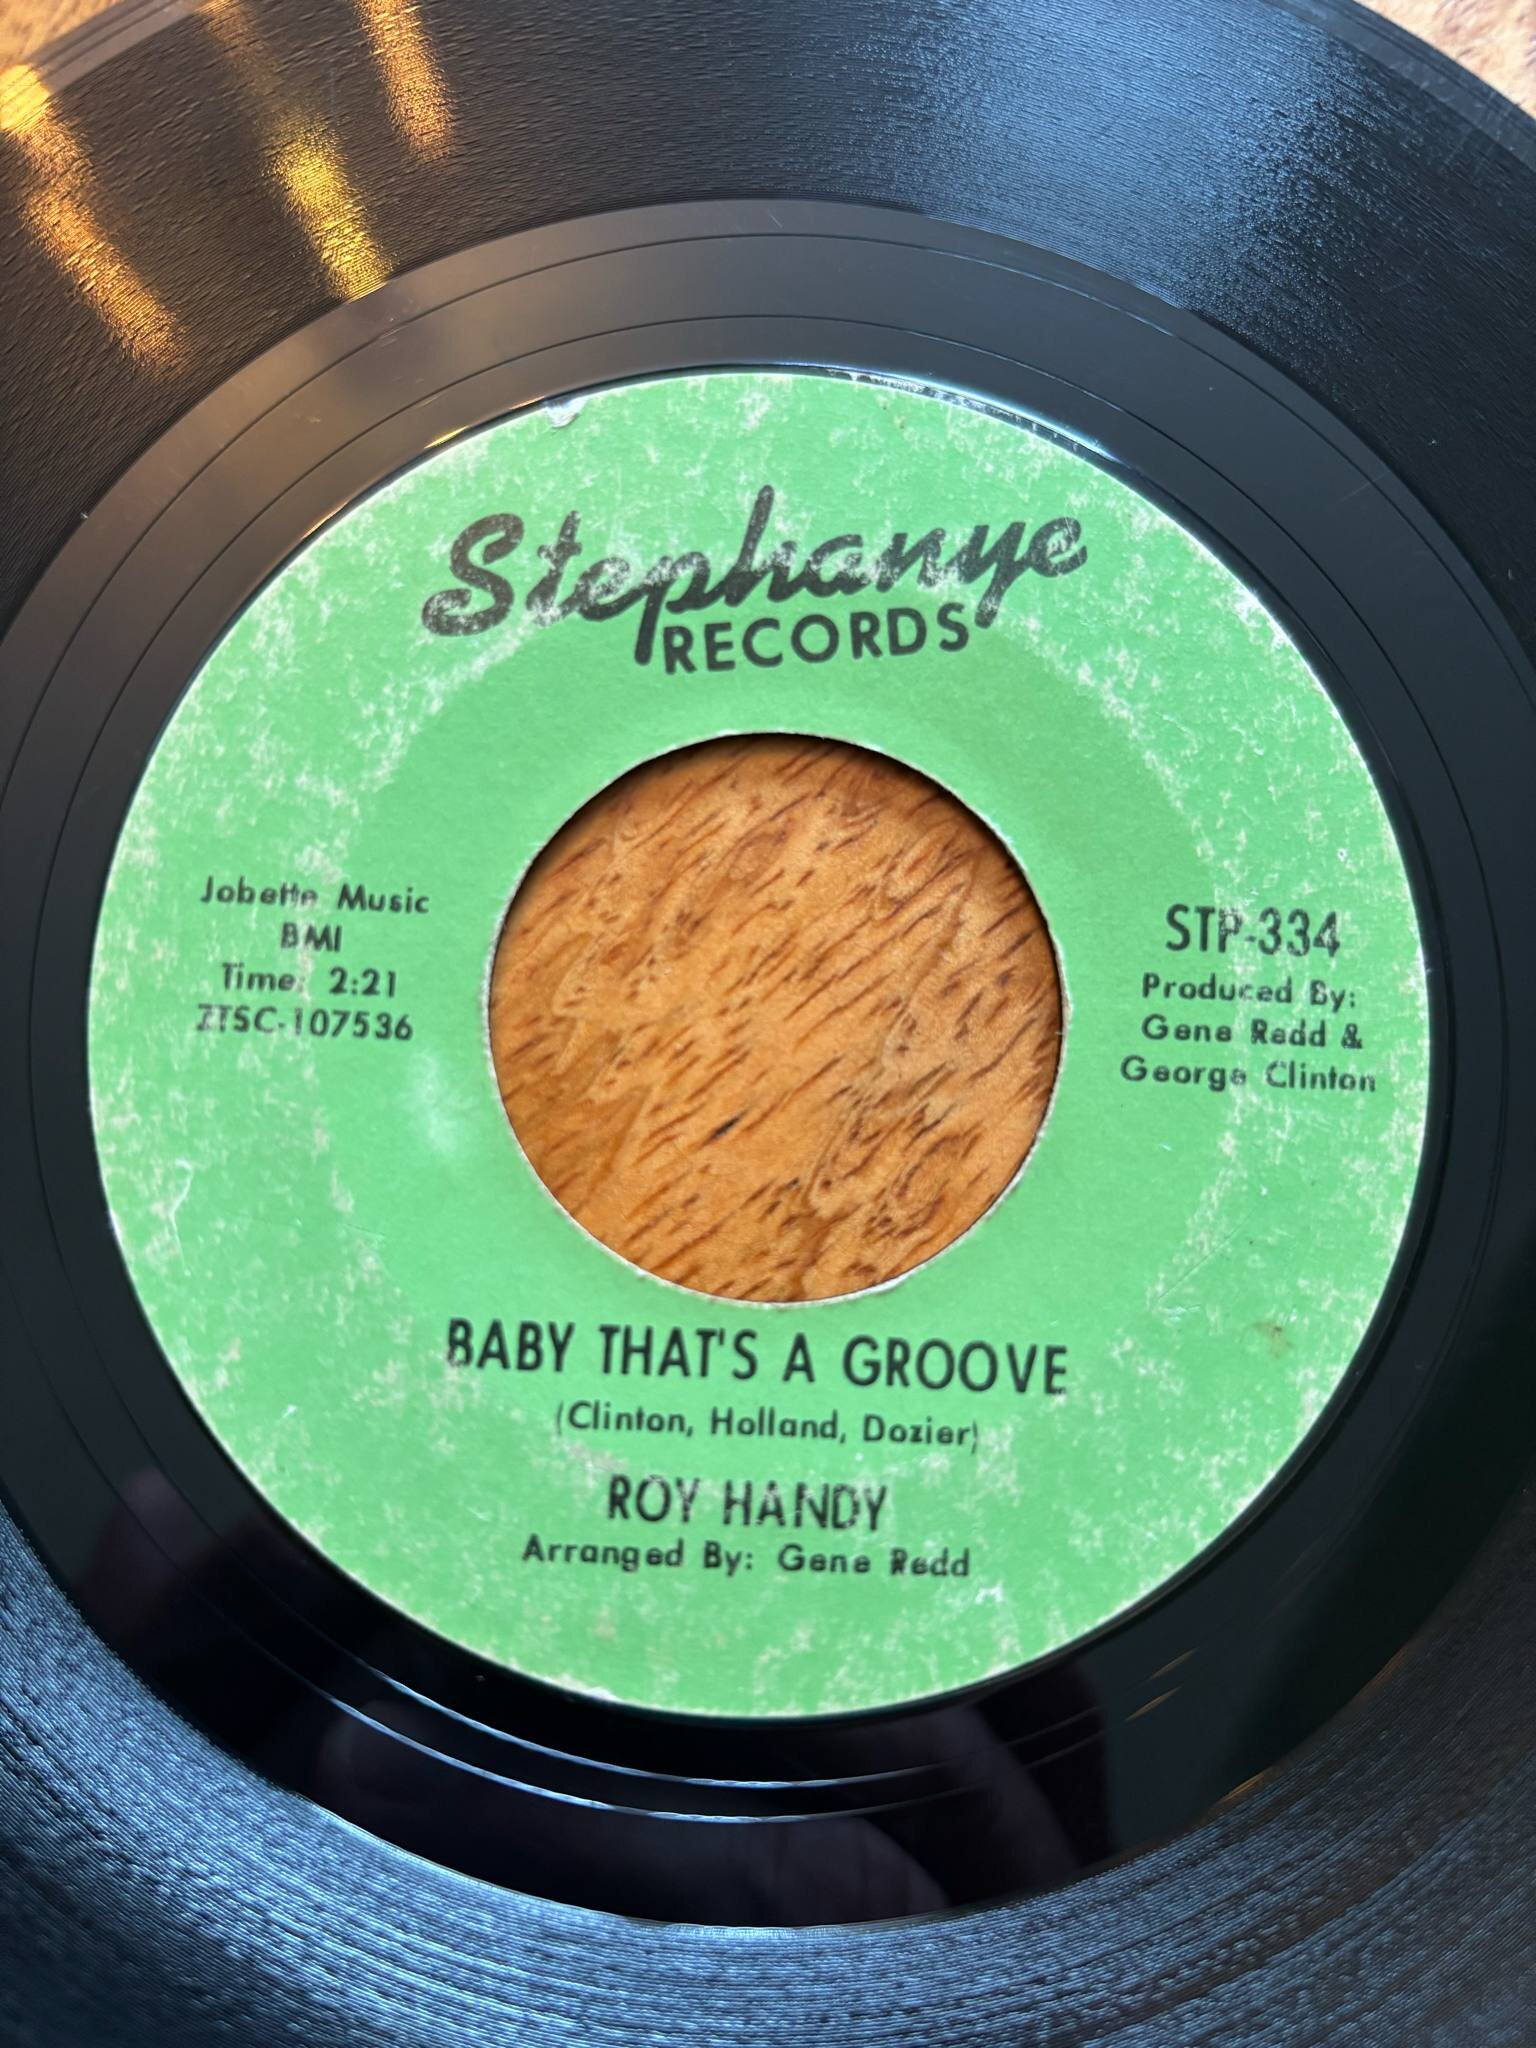 Stephanye
RECORDS
Jobette Music
BMI
Time: 2:21
ZTSC-107536
STP-334
Produced By:
Gene Redd &
George Clinton
BABY THAT'S A GROOVE
(Clinton, Holland, Dozier)
ROY HANDY
Arranged By: Gene Redd